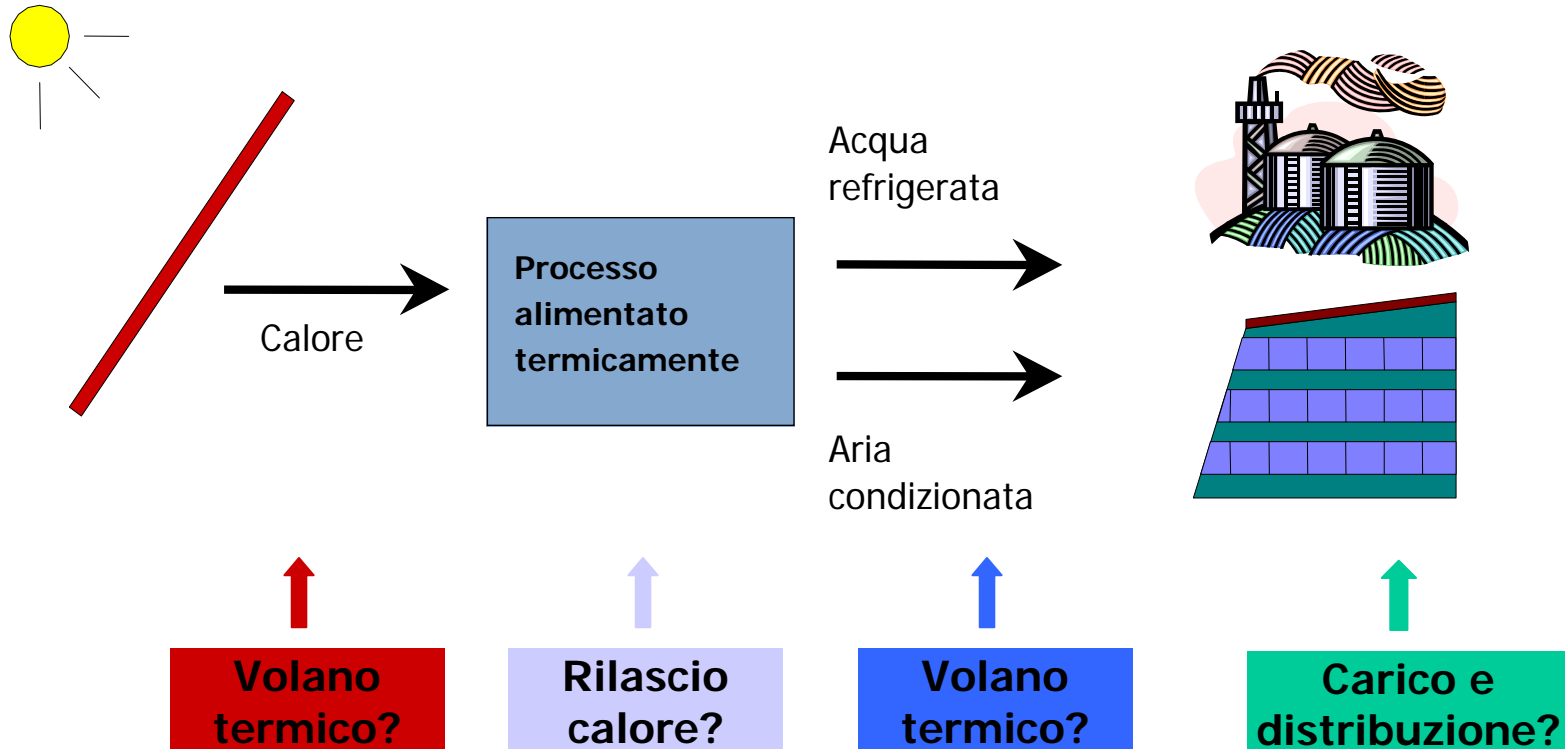 Acqua
refrigerata
Processo
alimentato
termicamente
Calore
Aria
condizionata
Volano
termico?
Rilascio
calore?
Volano
termico?
Carico e
distribuzione?